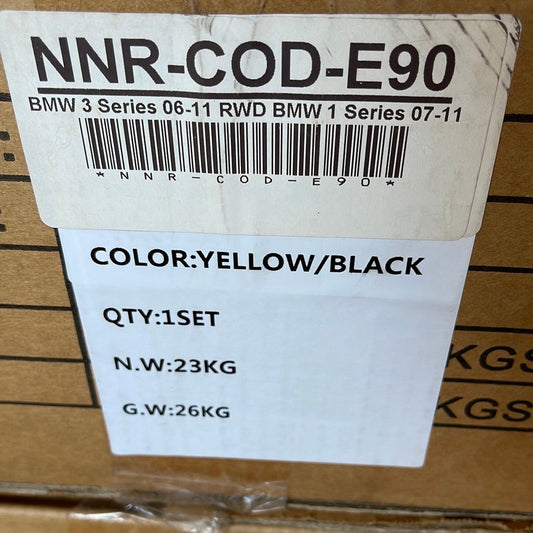 NNR-COD-E90
BMW 3 Series 06-11 RWD BMW 1 Series 07-11
*NNR-COD-E90*
COLOR:YELLOW/BLACK
QTY:1SET
N.W:23KG
G.W:26KG
KGS
KGS